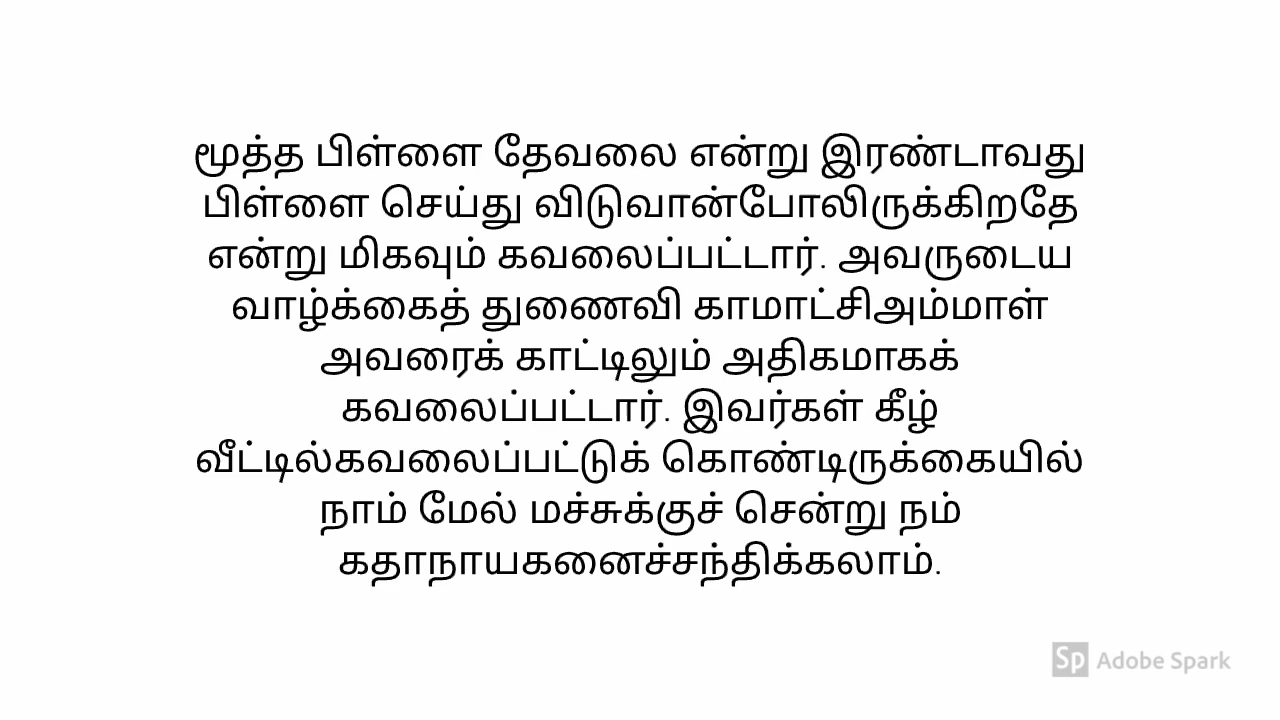 மூத்த பிள்ளை தேவலை என்று இரண்டாவது
பிள்ளை செய்து விடுவான்போலிருக்கிறதே
என்று மிகவும் கவலைப்பட்டார். அவருடைய
வாழ்க்கைத் துணைவி காமாட்சிஅம்மாள்
அவரைக் காட்டிலும் அதிகமாகக்
கவலைப்பட்டார். இவர்கள் கீழ்
வீட்டில்கவலைப்பட்டுக் கொண்டிருக்கையில்
நாம் மேல் மச்சுக்குச் சென்று நம்
கதாநாயகனைச்சந்திக்கலாம்.
Sp Adobe Spark